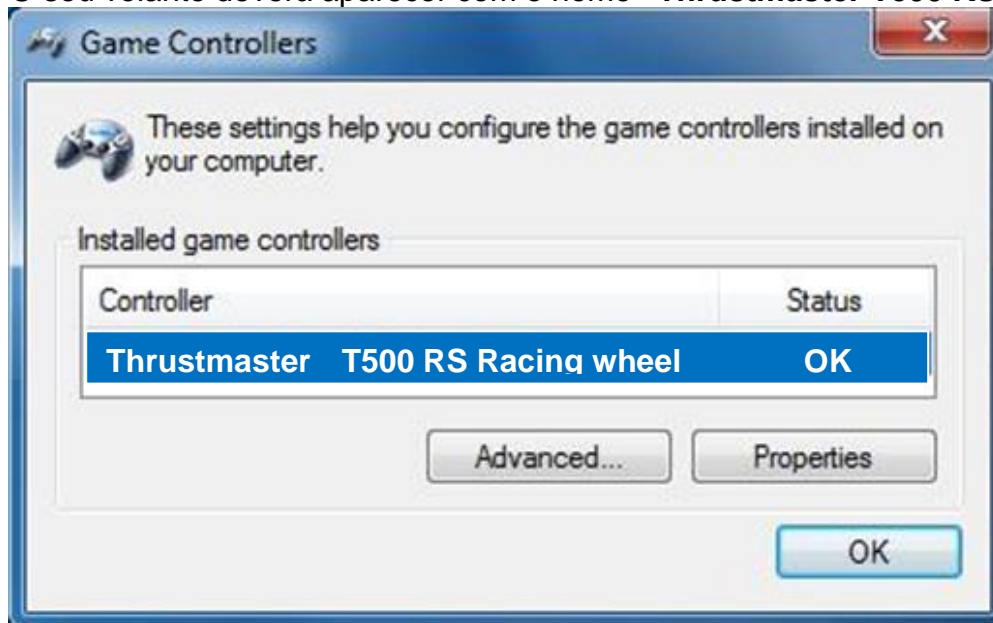 Game Controllers
These settings help you configure the game controllers installed on
your computer.
Installed game controllers
Controller Status
Thrustmaster T500 RS Racing wheel OK
Advanced... Properties
OK